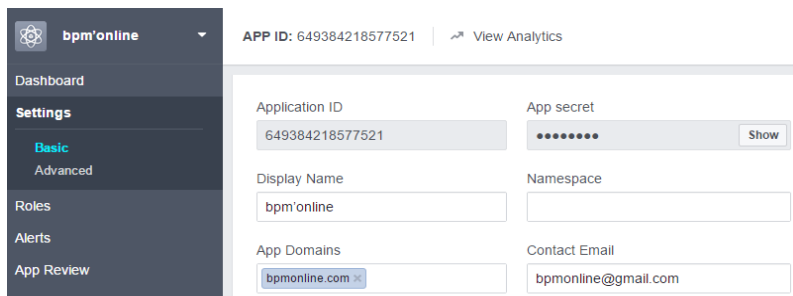 bpm'online
APP ID: 649384218577521
View Analytics
Dashboard
Settings
Basic
Advanced
Roles
Alerts
App Review
Application ID
App secret
649384218577521
●●●●●●●●
Show
Display Name
Namespace
bpm'online
App Domains
Contact Email
bpmonline.com ×
bpmonline@gmail.com